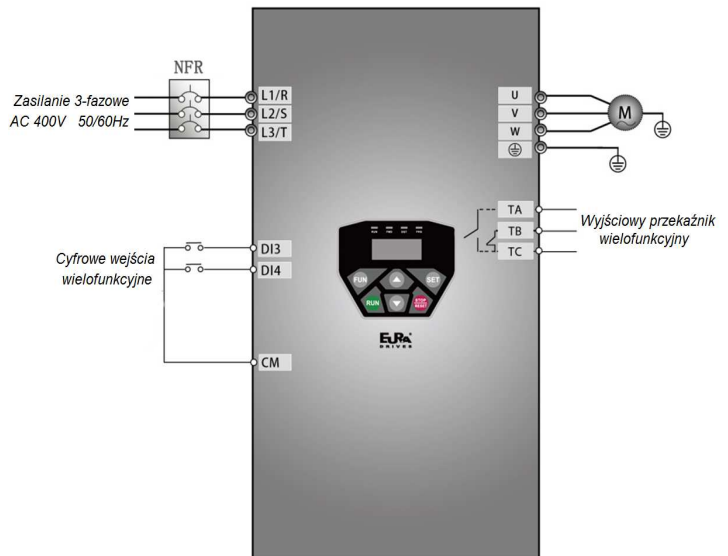 NFR
Zasilanie 3-fazowe
AC 400V 50/60Hz
L1/R
L2/S
L3/T
U
V
W
M
TA
TB
TC
Wyjściowy przekaźnik
wielofunkcyjny
Cyfrowe wejścia
wielofunkcyjne
DI3
DI4
CM
FUN
SET
RUN
STOP
RESET
EURA
DRIVES